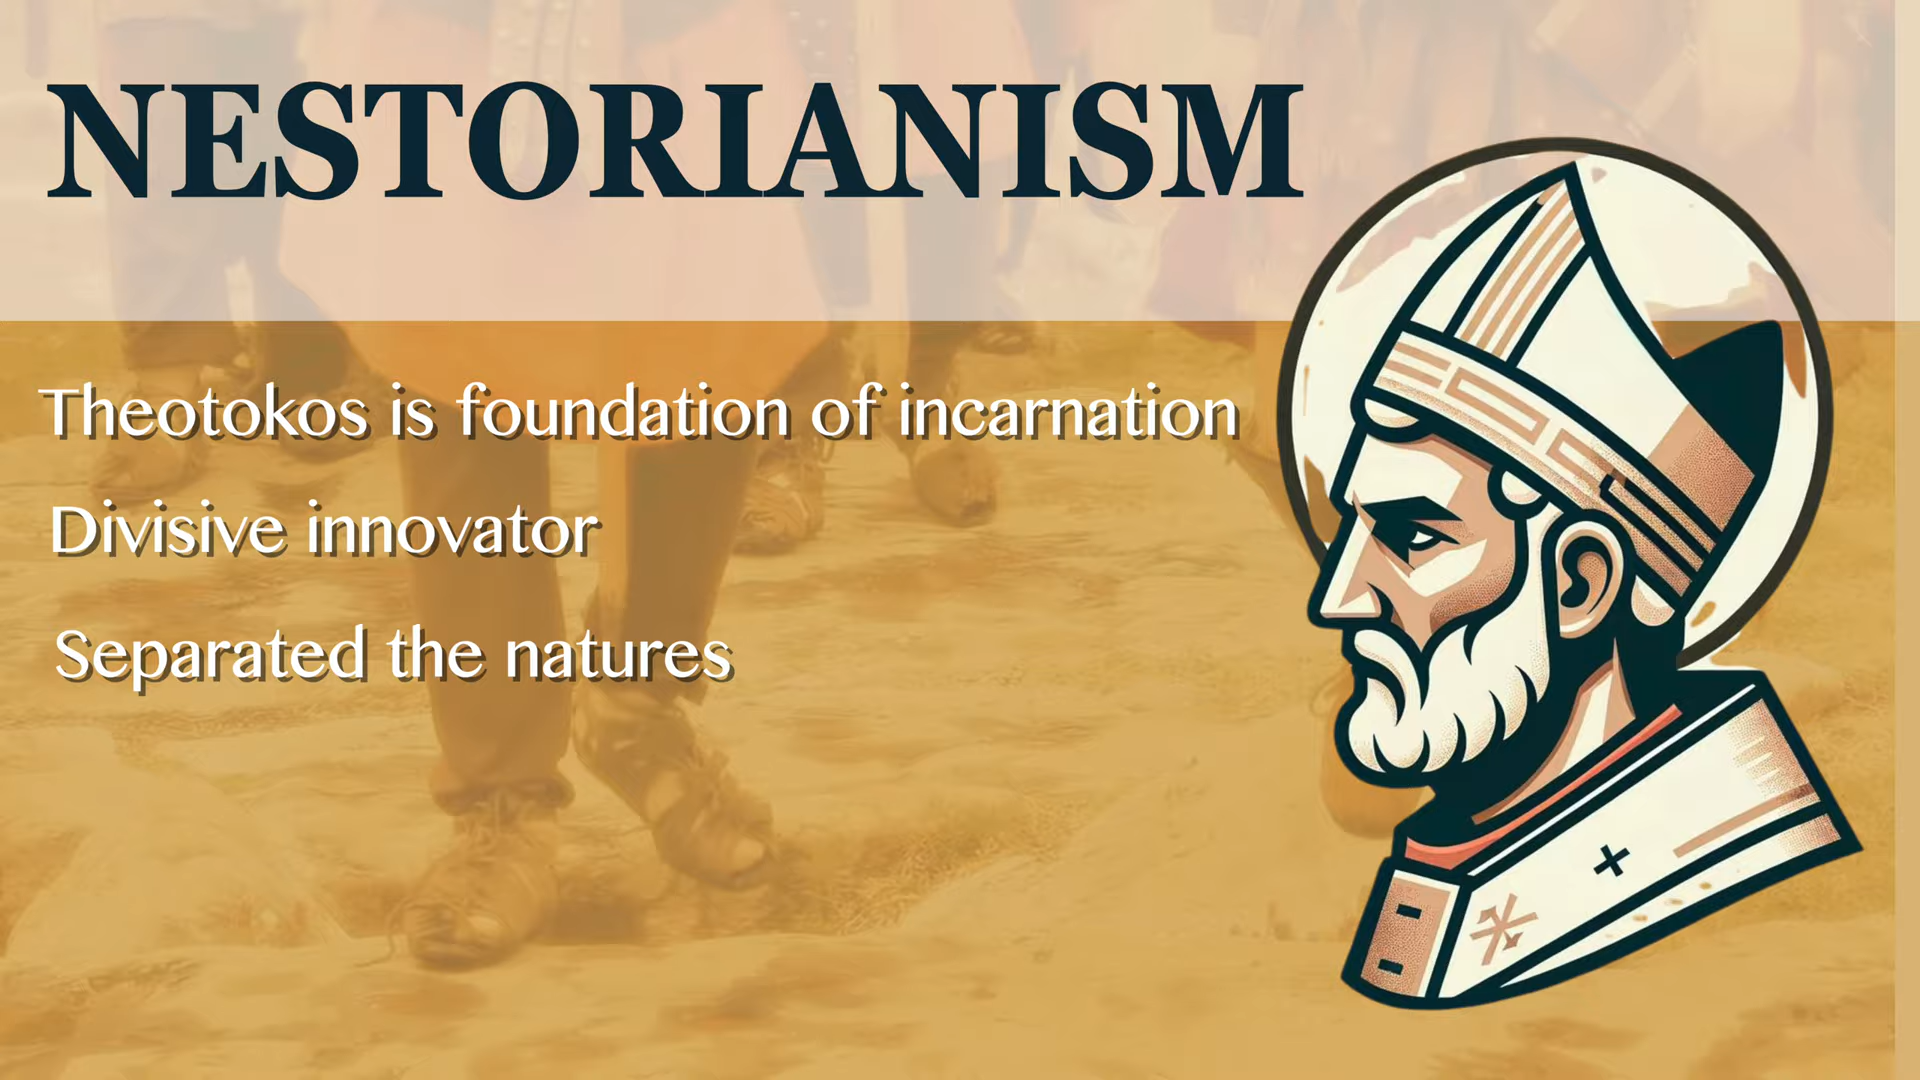 NESTORIANISM
Theotokos is foundation of incarnation
Divisive innovator
Separated the natures